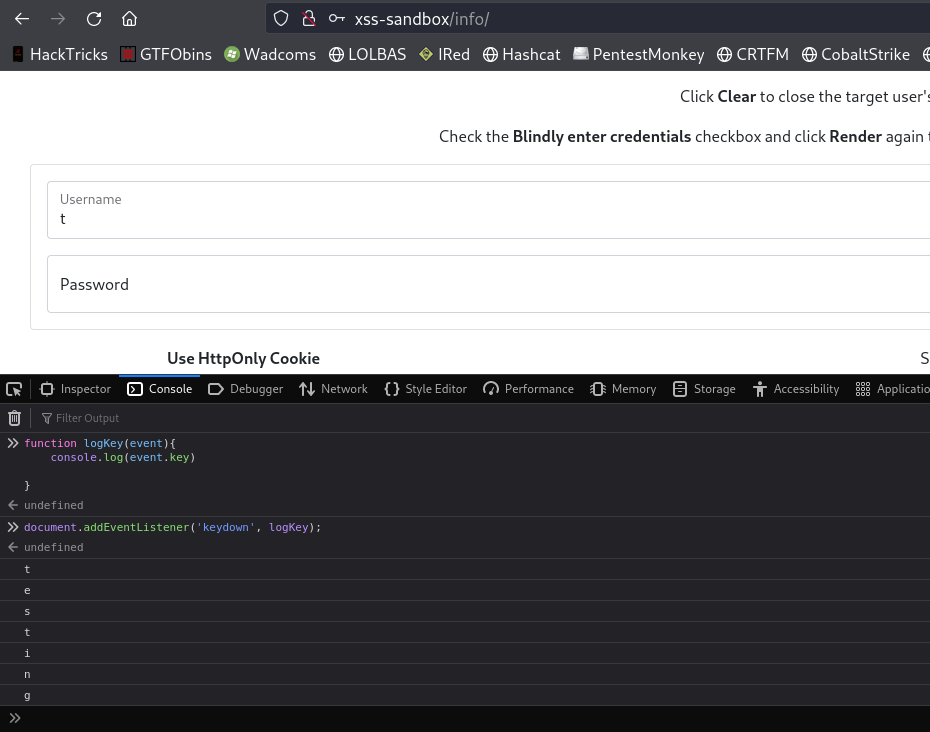 xss-sandbox/info/
HackTricks GTFObins Wadcoms LOLBAS IRed Hashcat PentestMonkey CRTFM CobaltStrike
Click Clear to close the target user's
Check the Blindly enter credentials checkbox and click Render again
Username
t
Password
Use HttpOnly Cookie S
Inspector Console Debugger Network Style Editor Performance Memory Storage Accessibility Applicatio
Filter Output
function logKey(event){
console.log(event.key)
}
undefined
document.addEventListener('keydown', logKey);
undefined
t
e
s
t
i
n
g